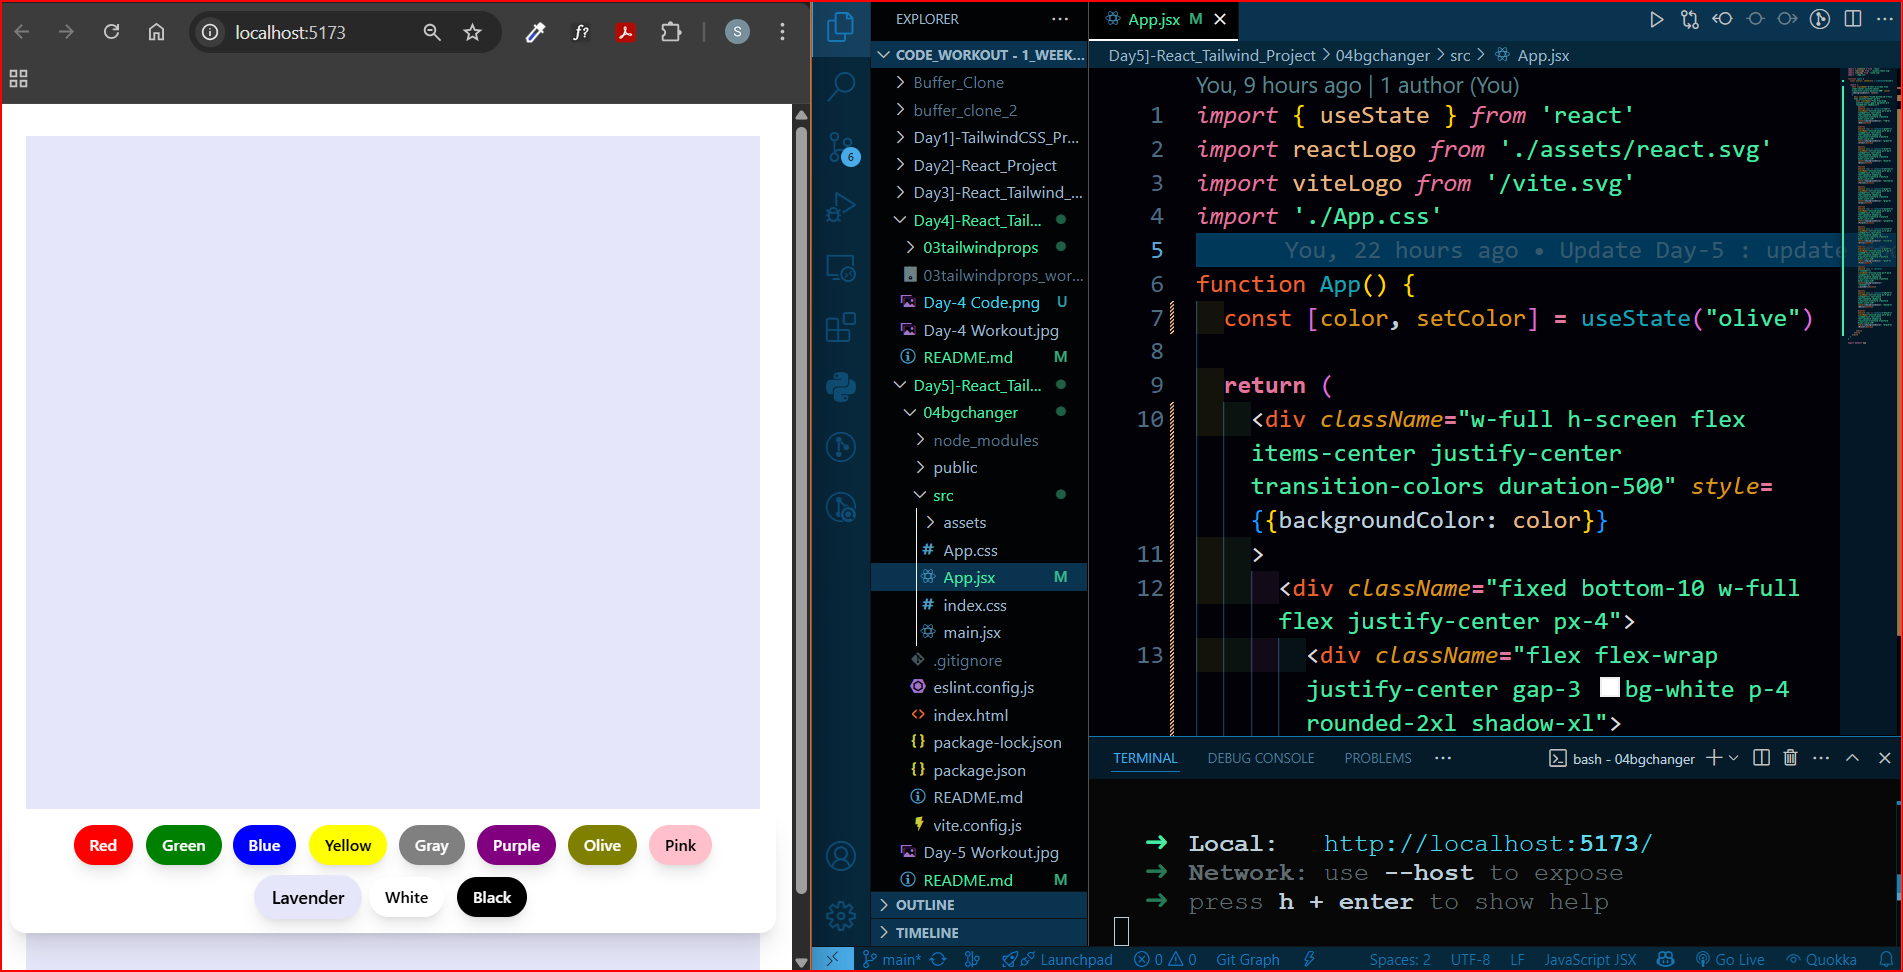 localhost:5173
S
Red
Green
Blue
Yellow
Gray
Purple
Olive
Pink
Lavender
White
Black
6
EXPLORER
CODE_WORKOUT - 1_WEEK...
Buffer_Clone
buffer_clone_2
Day1]-TailwindCSS_Pr...
Day2]-React_Project
Day3]-React_Tailwind_...
Day4]-React_Tail...
03tailwindprops
03tailwindprops_wor...
Day-4 Code.png U
Day-4 Workout.jpg
README.md M
Day5]-React_Tail...
04bgchanger
node_modules
public
src
assets
App.css
App.jsx M
index.css
main.jsx
.gitignore
eslint.config.js
index.html
package-lock.json
package.json
README.md
vite.config.js
Day-5 Workout.jpg
README.md M
OUTLINE
TIMELINE
App.jsx M
Day5]-React_Tailwind_Project > 04bgchanger > src > App.jsx
You, 9 hours ago | 1 author (You)
1 import { useState } from 'react'
2 import reactLogo from './assets/react.svg'
3 import viteLogo from '/vite.svg'
4 import './App.css'
5 You, 22 hours ago • Update Day-5 : update
6 function App() {
7 const [color, setColor] = useState("olive")
8
9 return (
10 <div className="w-full h-screen flex
items-center justify-center
transition-colors duration-500" style=
{{backgroundColor: color}}
11 >
12 <div className="fixed bottom-10 w-full
flex justify-center px-4">
13 <div className="flex flex-wrap
justify-center gap-3 bg-white p-4
rounded-2xl shadow-xl">
TERMINAL DEBUG CONSOLE PROBLEMS
bash - 04bgchanger
➜ Local: http://localhost:5173/
➜ Network: use --host to expose
➜ press h + enter to show help
main* Launchpad 0 0 Git Graph Spaces: 2 UTF-8 LF JavaScript JSX Go Live Quokka